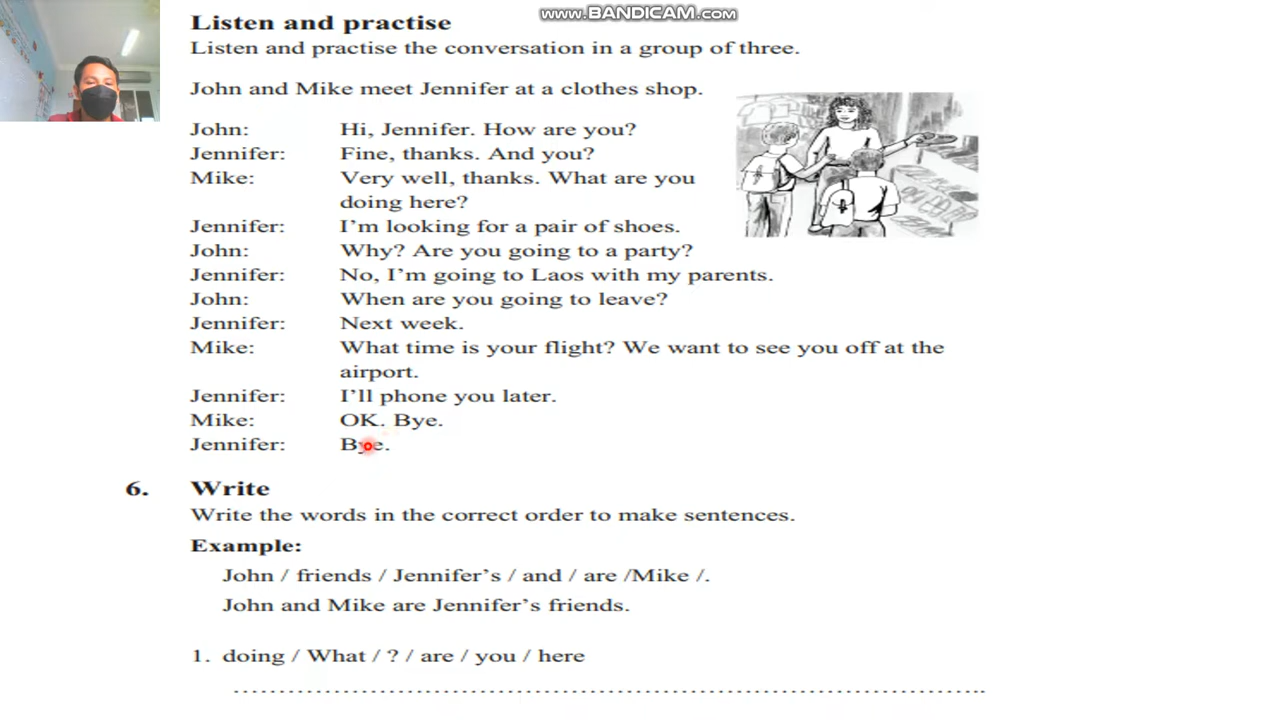 www.BANDICAM.com
Listen and practise
Listen and practise the conversation in a group of three.
John and Mike meet Jennifer at a clothes shop.
John: Hi, Jennifer. How are you?
Jennifer: Fine, thanks. And you?
Mike: Very well, thanks. What are you
doing here?
Jennifer: I'm looking for a pair of shoes.
John: Why? Are you going to a party?
Jennifer: No, I'm going to Laos with my parents.
John: When are you going to leave?
Jennifer: Next week.
Mike: What time is your flight? We want to see you off at the
airport.
Jennifer: I'll phone you later.
Mike: OK. Bye.
Jennifer: Bye.
6. Write
Write the words in the correct order to make sentences.
Example:
John / friends / Jennifer's / and / are /Mike /.
John and Mike are Jennifer's friends.
1. doing / What / ? / are / you / here